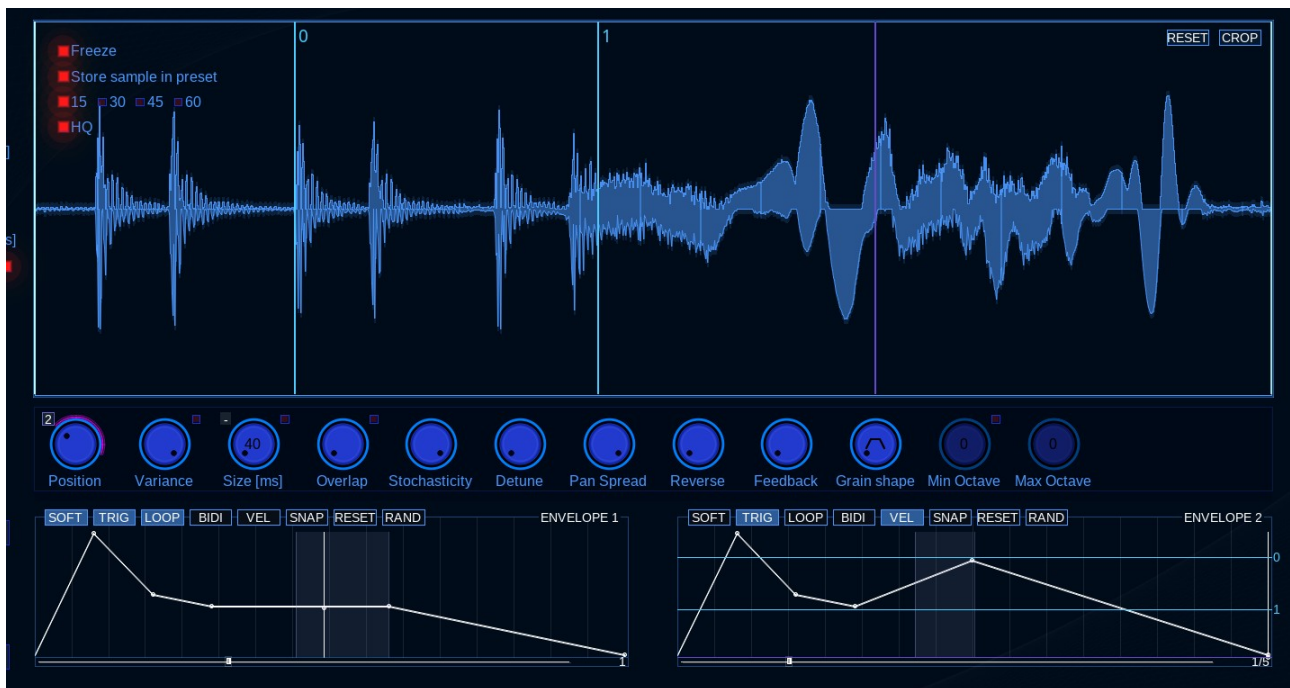 0 1 RESET CROP
Freeze
Store sample in preset
15 30 45 60
HQ
]
s]
2 -
40 0 0
Position Variance Size [ms] Overlap Stochasticity Detune Pan Spread Reverse Feedback Grain shape Min Octave Max Octave
SOFT TRIG LOOP BIDI VEL SNAP RESET RAND ENVELOPE 1
1
SOFT TRIG LOOP BIDI VEL SNAP RESET RAND ENVELOPE 2
0
1
1/5